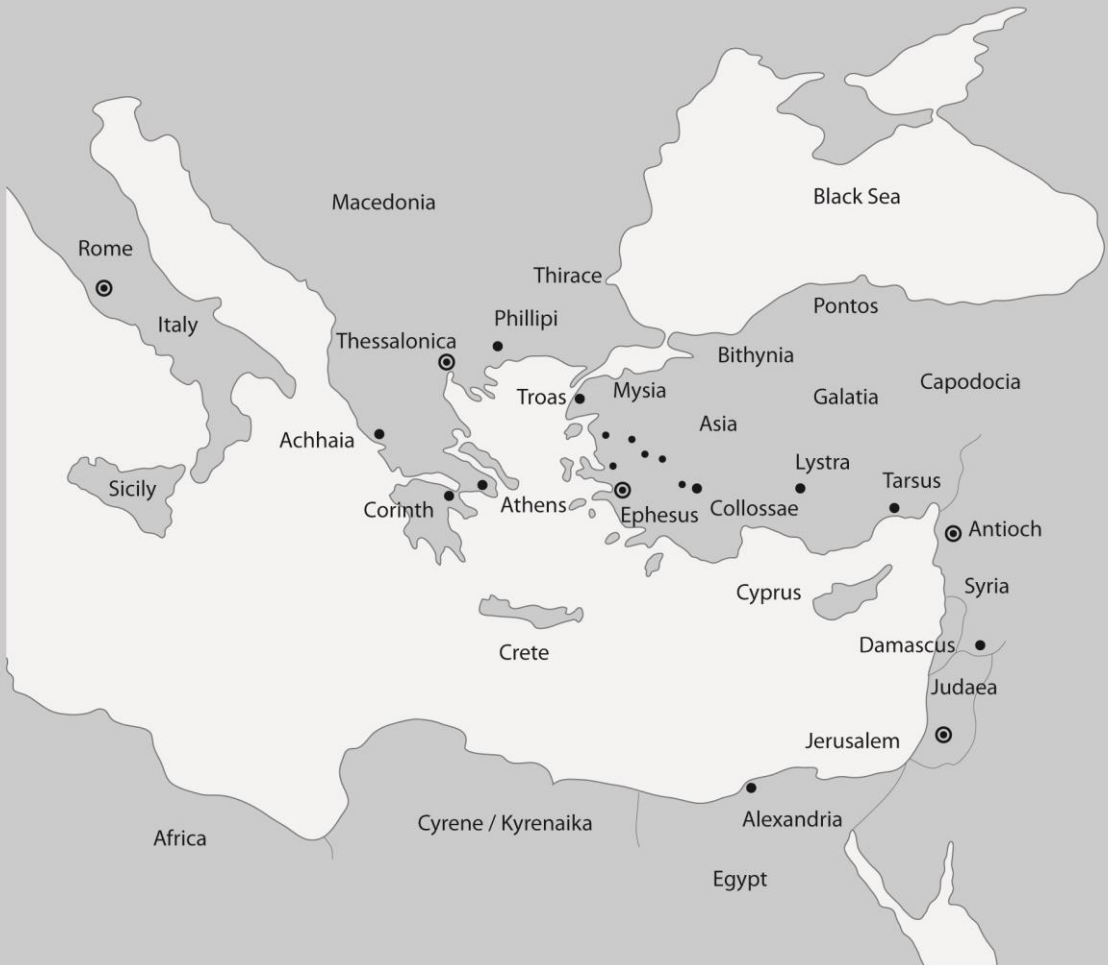 Black Sea
Macedonia
Rome
Thirace
Pontos
Italy
Phillipi
Thessalonica
Bithynia
Capodocia
Mysia
Troas
Galatia
Asia
Achhaia
Lystra
Tarsus
Sicily
Corinth
Athens
Ephesus
Collossae
Antioch
Syria
Cyprus
Damascus
Crete
Judaea
Jerusalem
Alexandria
Cyrene / Kyrenaika
Africa
Egypt